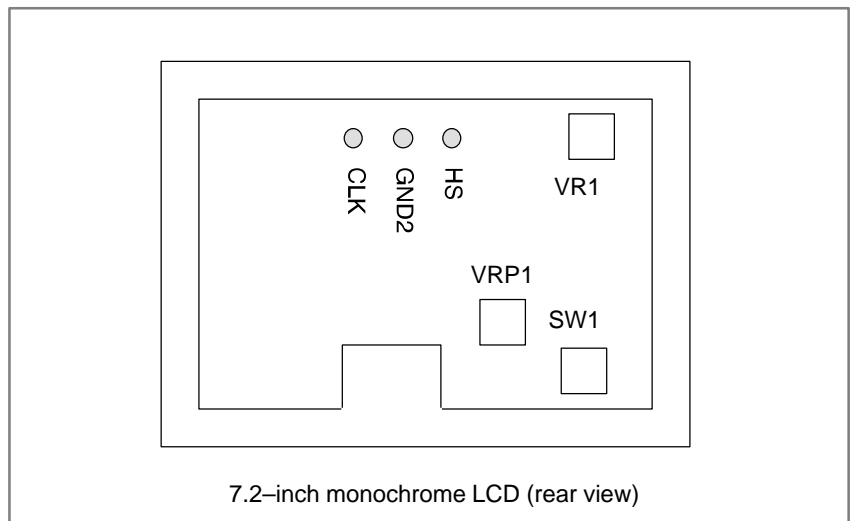 CLK
GND2
HS
VR1
VRP1
SW1
7.2–inch monochrome LCD (rear view)